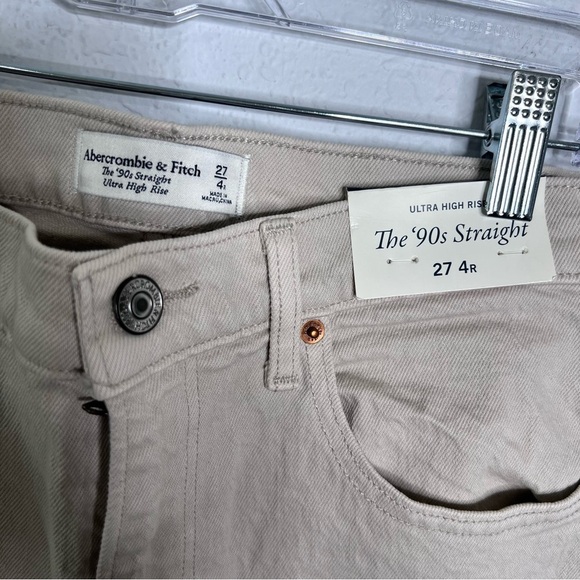 Abercrombie & Fitch
The '90s Straight
Ultra High Rise
27
4R
MADE IN
MACAU, CHINA
ULTRA HIGH RISE
The '90s Straight
27 4R